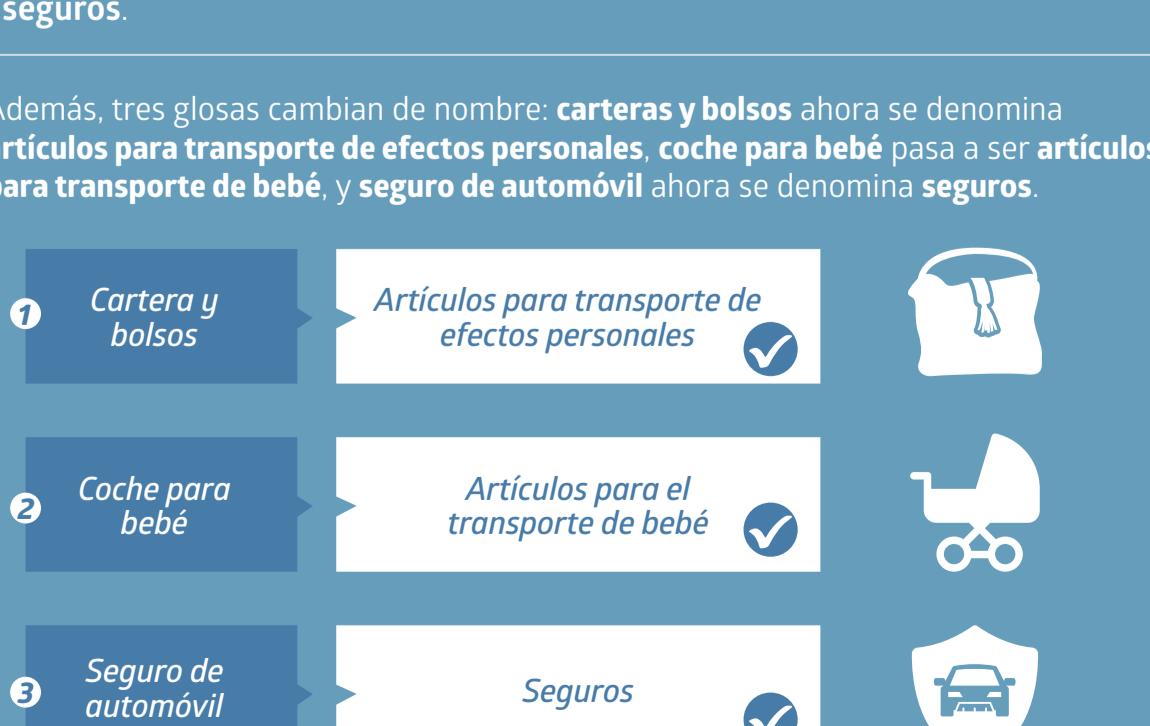 seguros.
Además, tres glosas cambian de nombre: carteras y bolsos ahora se denomina
artículos para transporte de efectos personales, coche para bebé pasa a ser artículos
para transporte de bebé, y seguro de automóvil ahora se denomina seguros.
1
Cartera y
bolsos
Artículos para transporte de
efectos personales
2
Coche para
bebé
Artículos para el
transporte de bebé
3
Seguro de
automóvil
Seguros